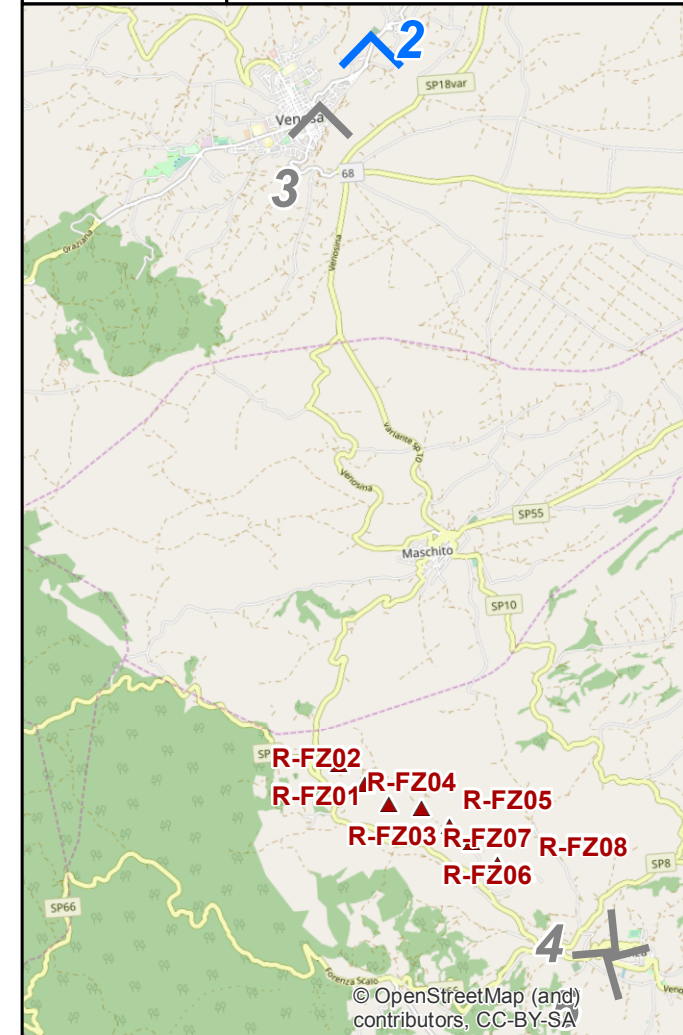 2
SP18var
Venosa
3
68
Oraziana
Venosina
Variante Sp. 10
Venosina
SP55
Maschito
SP10
R-FZ02
R-FZ04
R-FZ01
R-FZ05
R-FZ03
R-FZ07
R-FZ08
R-FZ06
SP8
SP66
4
Forenza Scalo
© OpenStreetMap (and)
contributors, CC-BY-SA